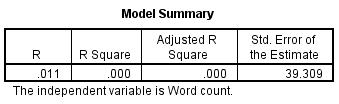 Model Summary
R R Square Adjusted R Square Std. Error of the Estimate
.011 .000 .000 39.309
The independent variable is Word count.